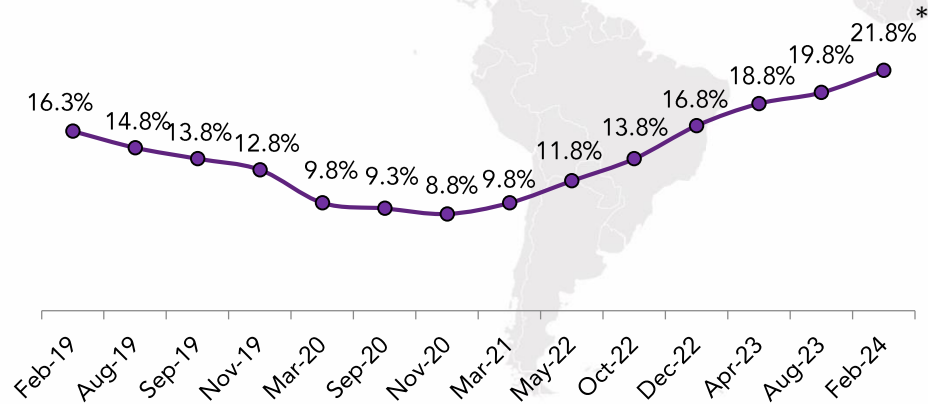 *
16.3%
14.8%
13.8%
12.8%
9.8%
9.3%
8.8%
9.8%
11.8%
13.8%
16.8%
18.8%
19.8%
21.8%
Feb-19
Aug-19
Sep-19
Nov-19
Mar-20
Sep-20
Nov-20
Mar-21
May-22
Oct-22
Dec-22
Apr-23
Aug-23
Feb-24